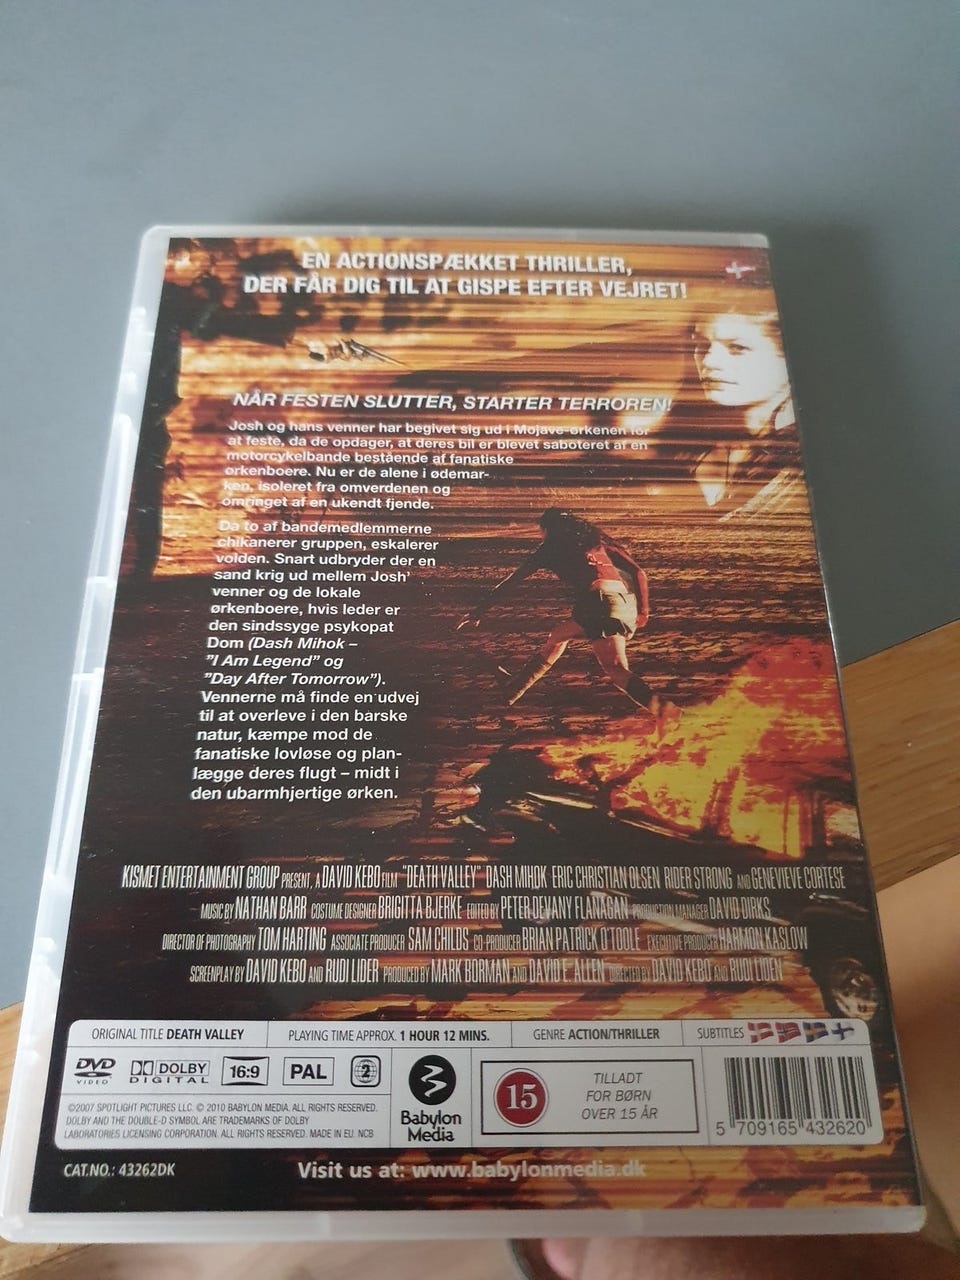 EN ACTIONSPÆKKET THRILLER,
DER FÅR DIG TIL AT GISPE EFTER VEJRET!
NÅR FESTEN SLUTTER, STARTER TERROREN!
Josh og hans venner har begivet sig ud i Mojave-ørkenen for
at feste, da de opdager, at deres bil er blevet saboteret af en
motorcykelbande bestående af fanatiske
ørkenboere. Nu er de alene i ødemar-
ken, isoleret fra omverdenen og
omringet af en ukendt fjende.
Da to af bandemedlemmerne
chikanerer gruppen, eskalerer
volden. Snart udbryder der en
sand krig ud mellem Josh'
venner og de lokale
ørkenboere, hvis leder er
den sindssyge psykopat
Dom (Dash Mihok –
"I Am Legend" og
"Day After Tomorrow").
Vennerne må finde en udvej
til at overleve i den barske
natur, kæmpe mod de
fanatiske lovløse og plan-
lægge deres flugt – midt i
den ubarmhjertige ørken.
KISMET ENTERTAINMENT GROUP PRESENT, A DAVID KEBO FILM "DEATH VALLEY" DASH MIHOK ERIC CHRISTIAN OLSEN RIDER STRONG AND GENEVIEVE CORTESE
MUSIC BY NATHAN BARR COSTUME DESIGNER BRIGITTA BJERKE EDITED BY PETER DEVANY FLANAGAN PRODUCTION MANAGER DAVID DIRKS
DIRECTOR OF PHOTOGRAPHY TOM HARTING ASSOCIATE PRODUCER SAM CHILDS CO-PRODUCER BRIAN PATRICK O'TOOLE EXECUTIVE PRODUCER HARMON KASLOW
SCREENPLAY BY DAVID KEBO AND RUDI LIDER PRODUCED BY MARK BORMAN AND DAVID E. ALLEN DIRECTED BY DAVID KEBO AND RUDI LIDEN
ORIGINAL TITLE DEATH VALLEY PLAYING TIME APPROX. 1 HOUR 12 MINS. GENRE ACTION/THRILLER SUBTITLES
DVD VIDEO DOLBY DIGITAL 16:9 PAL 2
©2007 SPOTLIGHT PICTURES LLC. © 2010 BABYLON MEDIA. ALL RIGHTS RESERVED.
DOLBY AND THE DOUBLE-D SYMBOL ARE TRADEMARKS OF DOLBY
LABORATORIES LICENSING CORPORATION. ALL RIGHTS RESERVED. MADE IN EU. NCB
Babylon
Media
15
TILLADT
FOR BØRN
OVER 15 ÅR
5 709165 432620
CAT.NO.: 43262DK
Visit us at: www.babylonmedia.dk